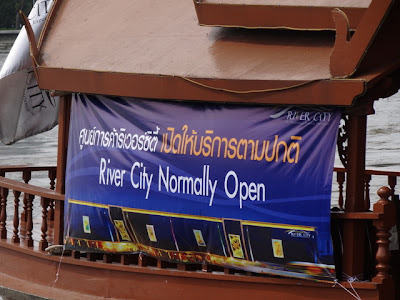 RIVER CITY
ศูนย์การค้าริเวอร์ซิตี้ เปิดให้บริการตามปกติ
River City Normally Open